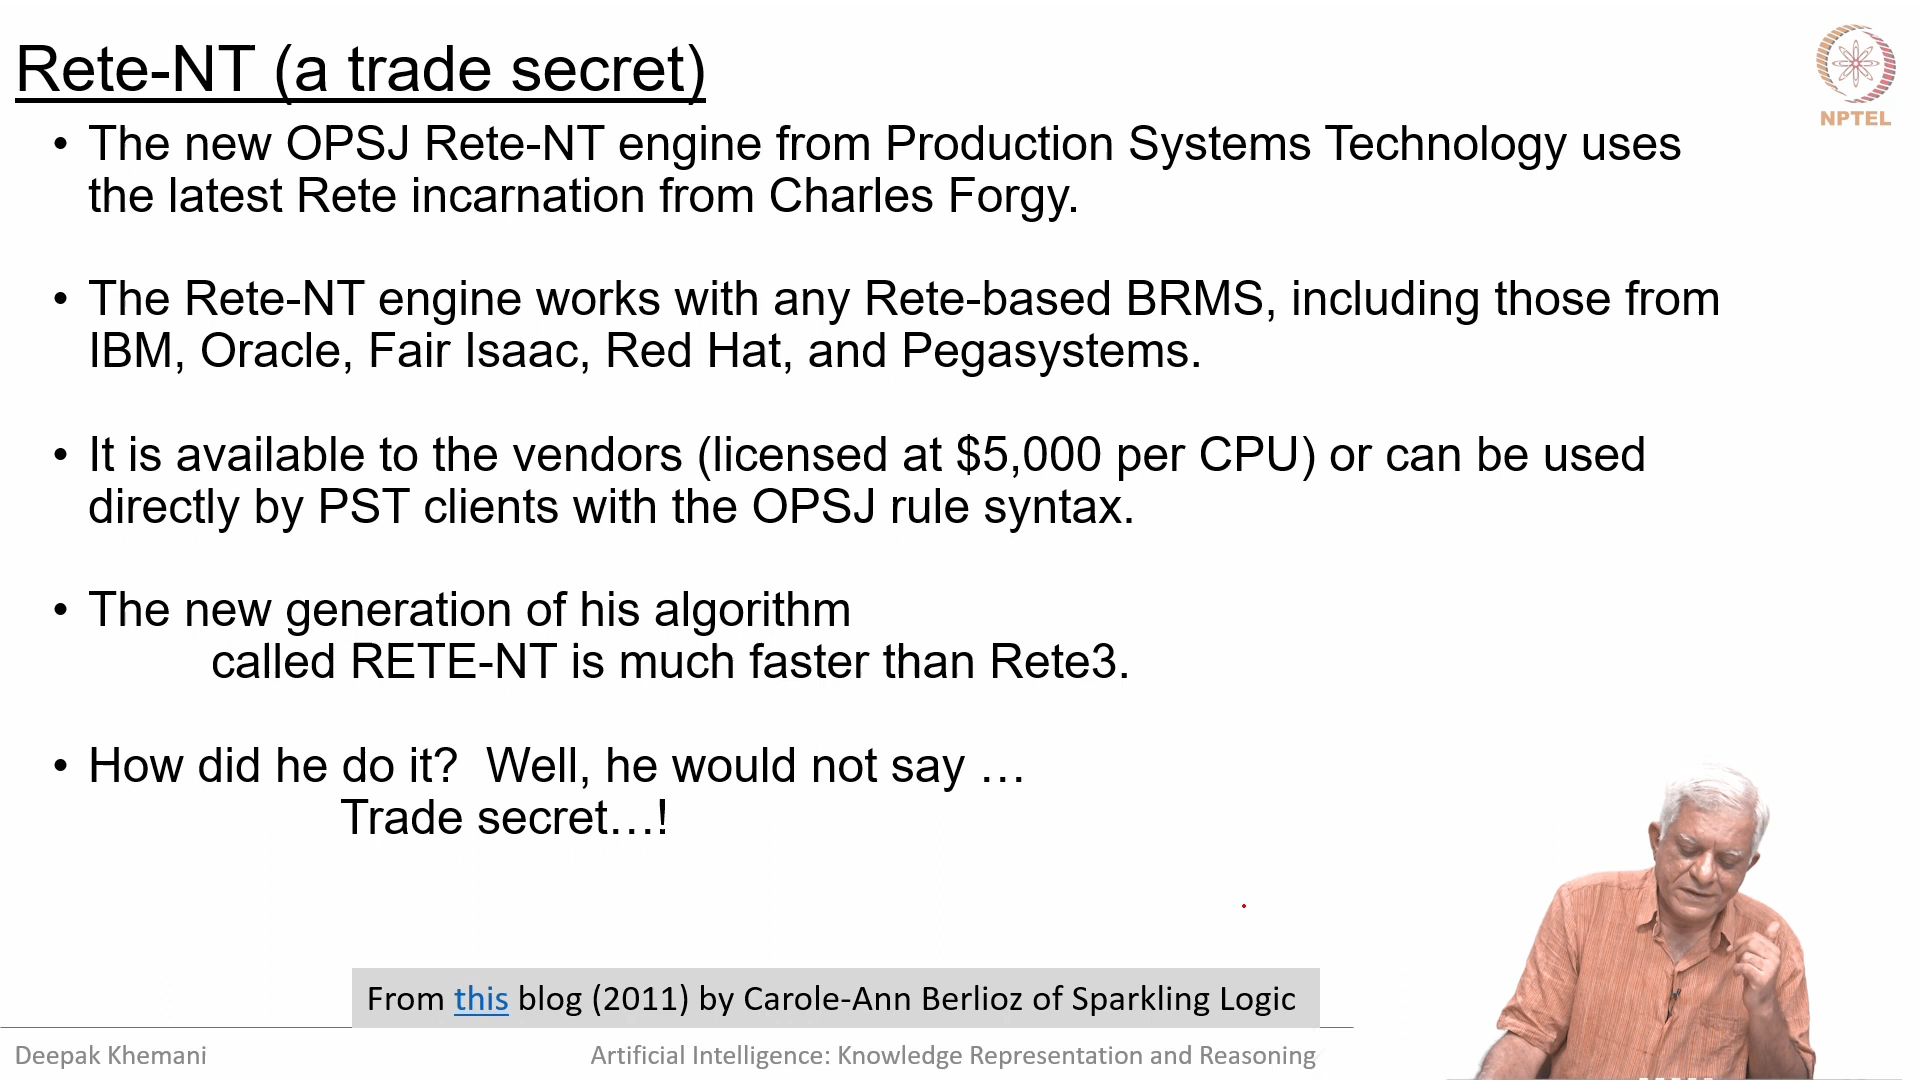 Rete-NT (a trade secret)
NPTEL
• The new OPSJ Rete-NT engine from Production Systems Technology uses
the latest Rete incarnation from Charles Forgy.
• The Rete-NT engine works with any Rete-based BRMS, including those from
IBM, Oracle, Fair Isaac, Red Hat, and Pegasystems.
• It is available to the vendors (licensed at $5,000 per CPU) or can be used
directly by PST clients with the OPSJ rule syntax.
• The new generation of his algorithm
called RETE-NT is much faster than Rete3.
• How did he do it?  Well, he would not say …
Trade secret…!
From this blog (2011) by Carole-Ann Berlioz of Sparkling Logic
Deepak Khemani
Artificial Intelligence: Knowledge Representation and Reasoning